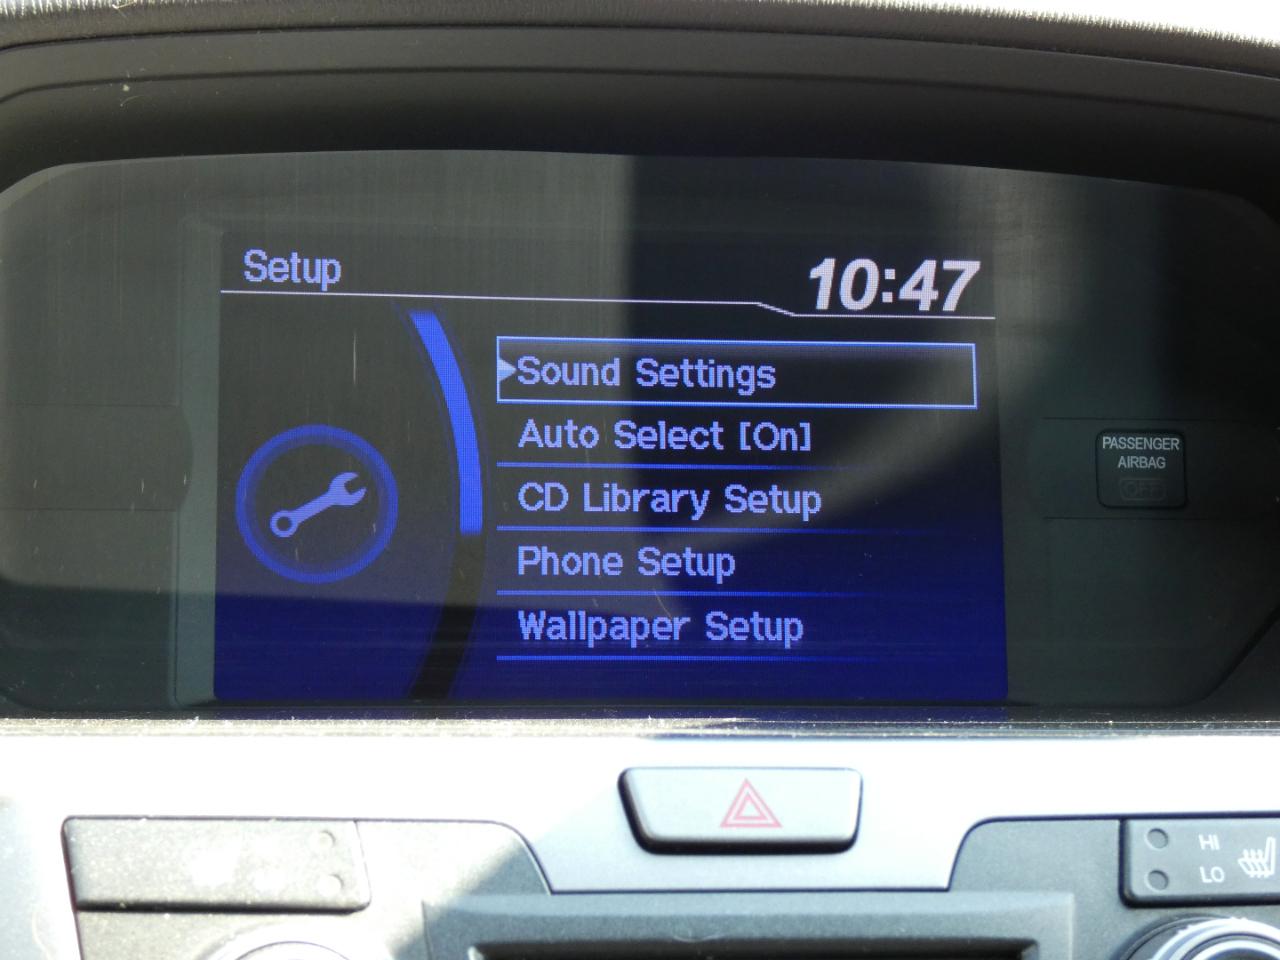 Setup
10:47
Sound Settings
Auto Select [On]
CD Library Setup
Phone Setup
Wallpaper Setup
PASSENGER
AIRBAG
OFF
HI
LO